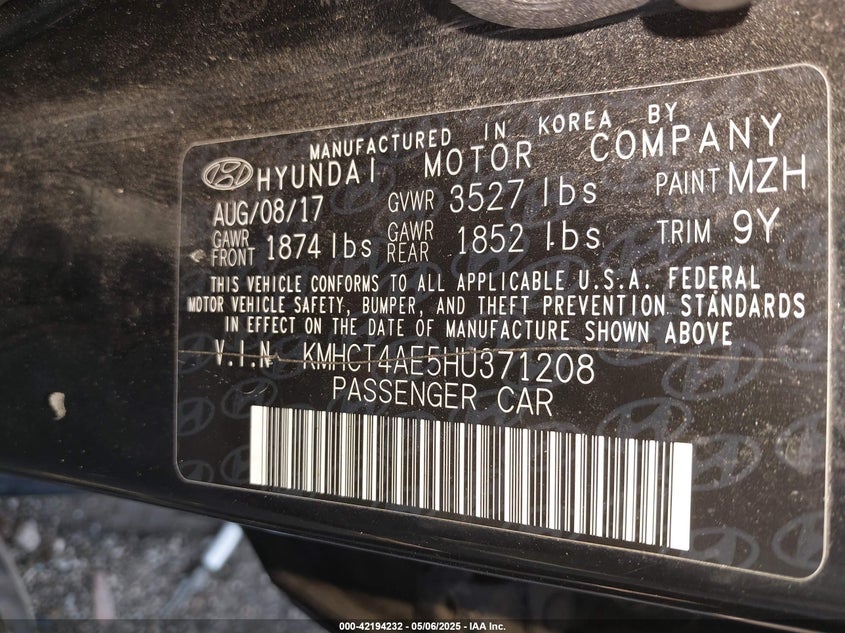 MANUFACTURED IN KOREA BY
HYUNDAI MOTOR COMPANY
AUG/08/17 GVWR 3527 lbs PAINT MZH
GAWR FRONT 1874 lbs GAWR REAR 1852 lbs TRIM 9Y
THIS VEHICLE CONFORMS TO ALL APPLICABLE U.S.A. FEDERAL
MOTOR VEHICLE SAFETY, BUMPER, AND THEFT PREVENTION STANDARDS
IN EFFECT ON THE DATE OF MANUFACTURE SHOWN ABOVE
V.I.N KMHCT4AE5HU371208
PASSENGER CAR
000-42194232 - 05/06/2025 - IAA Inc.